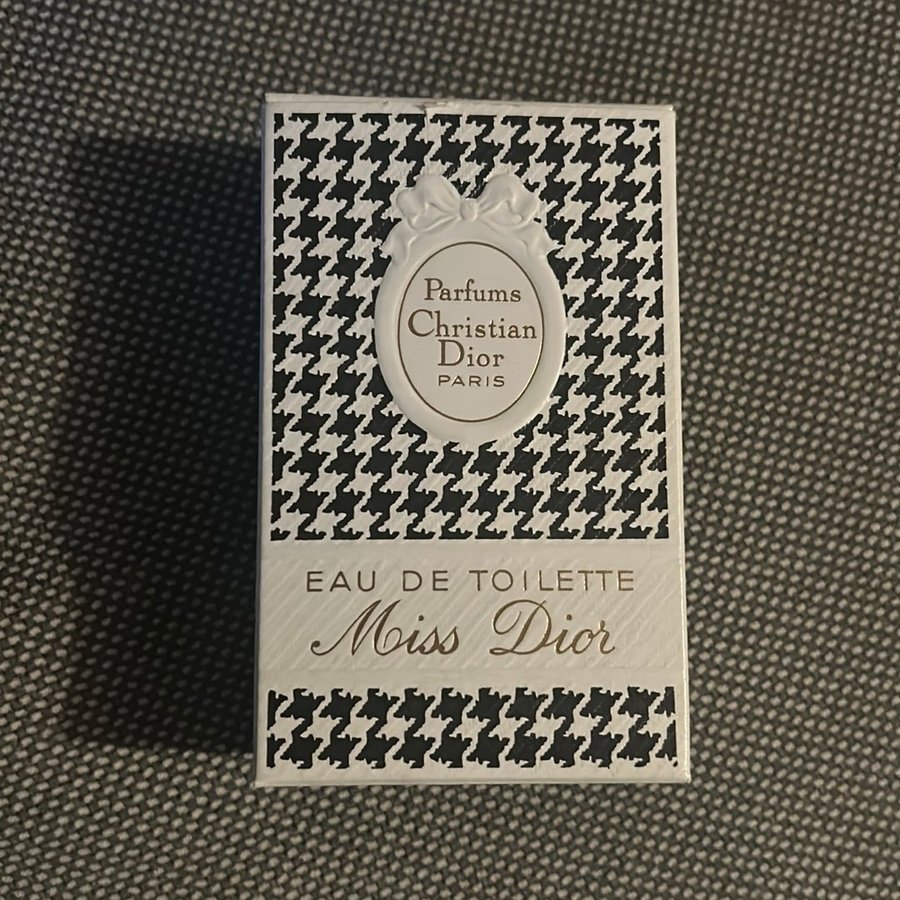 Parfums
Christian
Dior
PARIS
EAU DE TOILETTE
Miss Dior